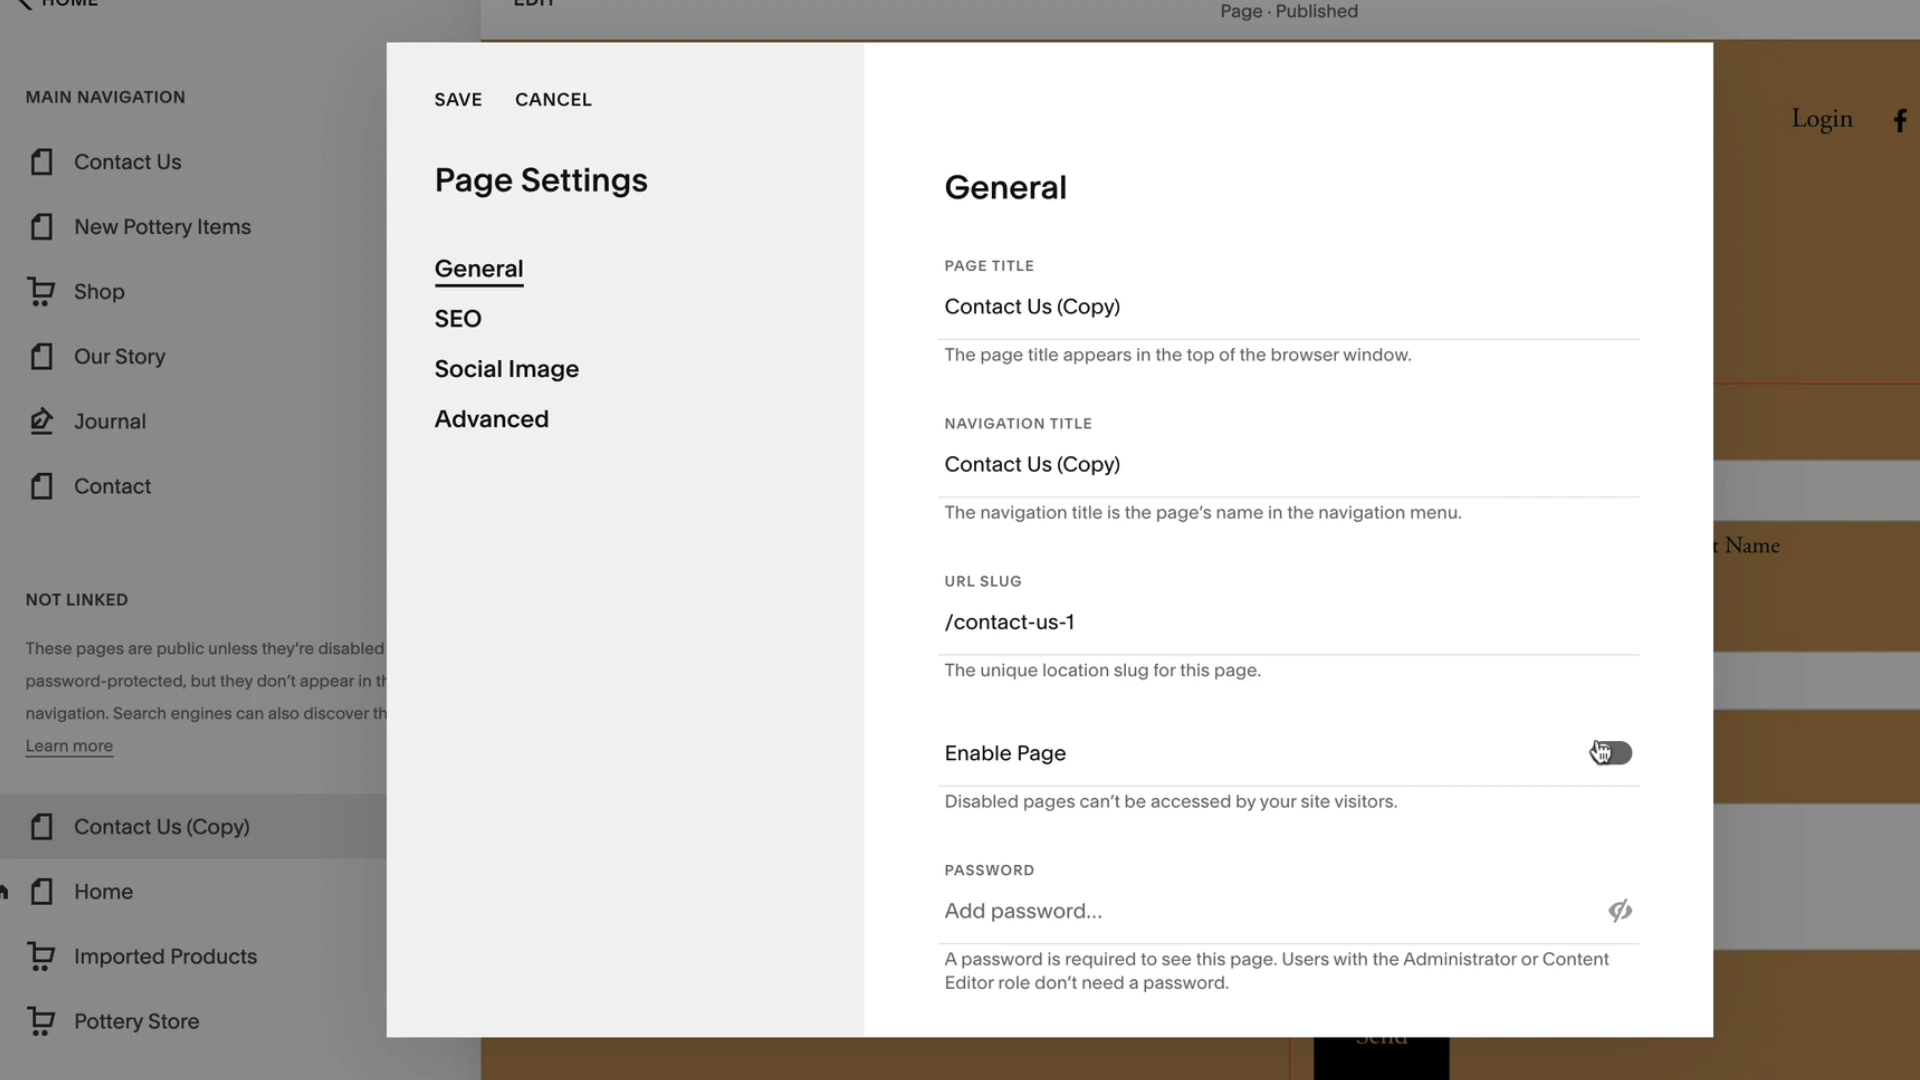 HOME
EDIT
Page · Published
MAIN NAVIGATION
Contact Us
New Pottery Items
Shop
Our Story
Journal
Contact
NOT LINKED
These pages are public unless they're disabled
password-protected, but they don't appear in
navigation. Search engines can also discover
Learn more
Contact Us (Copy)
Home
Imported Products
Pottery Store
SAVE CANCEL
Page Settings
General
SEO
Social Image
Advanced
General
PAGE TITLE
Contact Us (Copy)
The page title appears in the top of the browser window.
NAVIGATION TITLE
Contact Us (Copy)
The navigation title is the page's name in the navigation menu.
URL SLUG
/contact-us-1
The unique location slug for this page.
Enable Page
Disabled pages can't be accessed by your site visitors.
PASSWORD
Add password...
A password is required to see this page. Users with the Administrator or Content
Editor role don't need a password.
Login
Name
Send